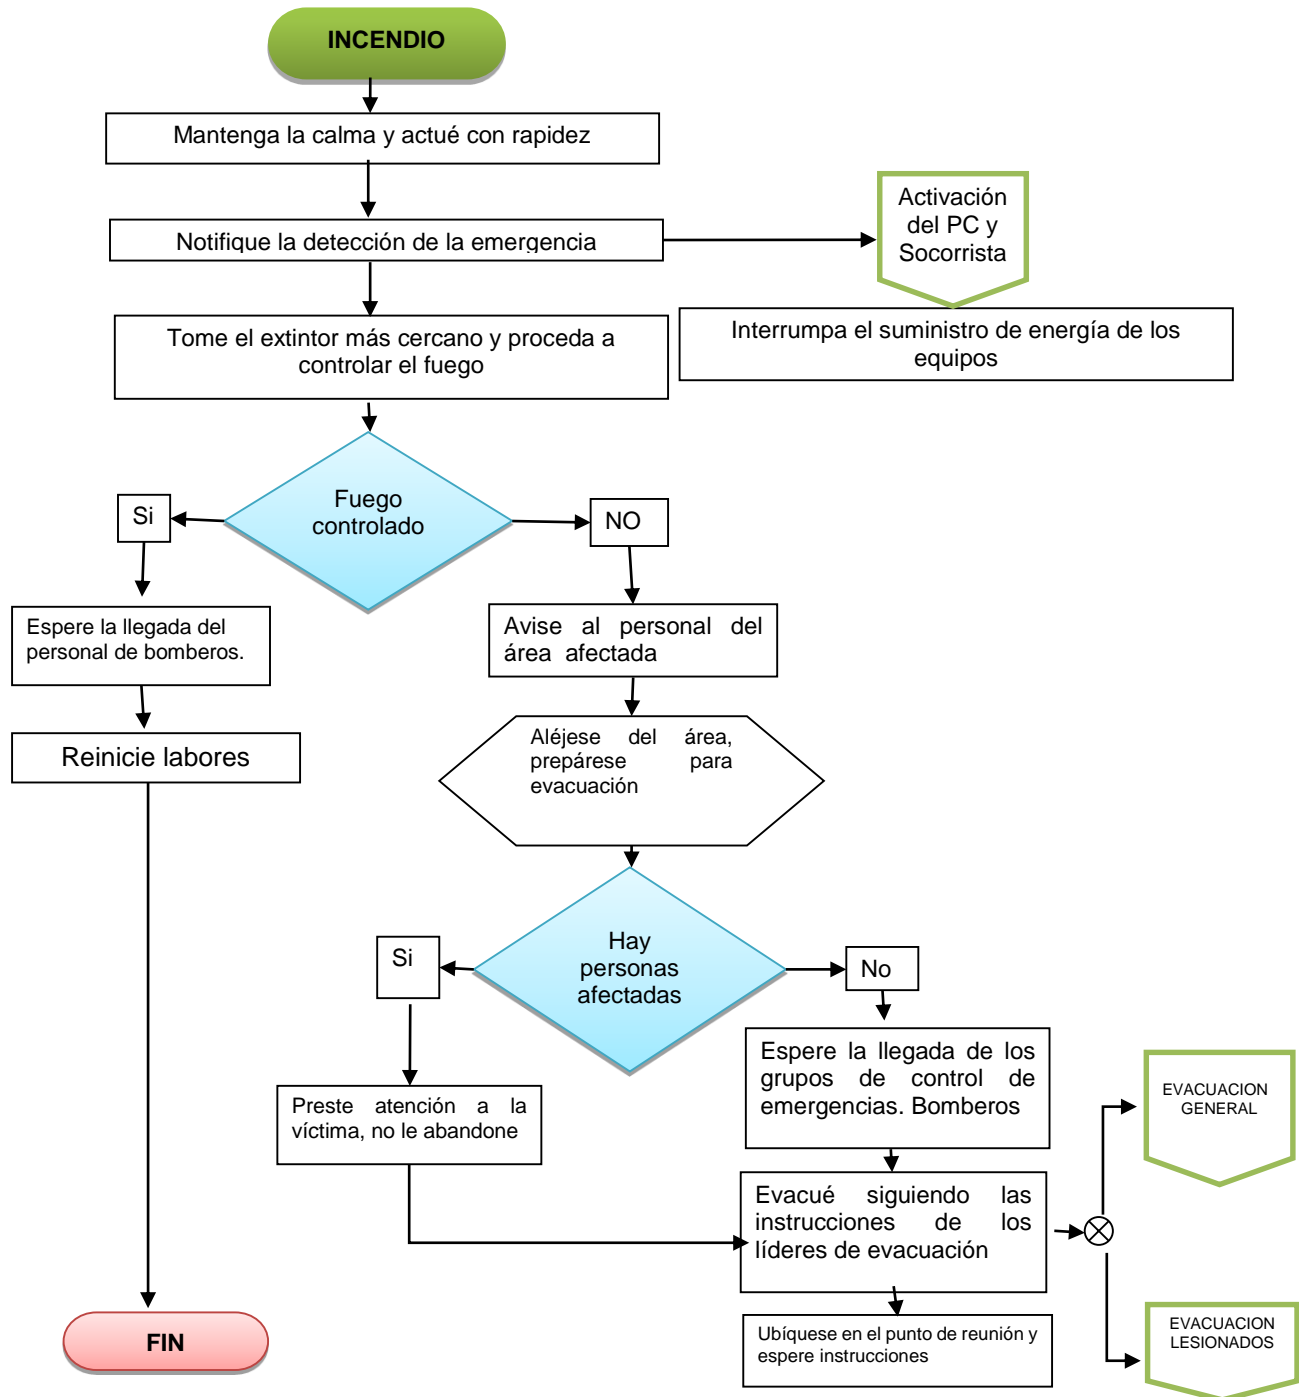 INCENDIO
Mantenga la calma y actué con rapidez
Notifique la detección de la emergencia
Activación
del PC y
Socorrista
Tome el extintor más cercano y proceda a
controlar el fuego
Interrumpa el suministro de energía de los
equipos
Fuego
controlado
Si
NO
Espere la llegada del
personal de bomberos.
Avise al personal del
área afectada
Reinicie labores
Aléjese del área,
prepárese para
evacuación
Hay
personas
afectadas
Si
No
Espere la llegada de los
grupos de control de
emergencias. Bomberos
Preste atención a la
víctima, no le abandone
EVACUACION
GENERAL
Evacué siguiendo las
instrucciones de los
líderes de evacuación
Ubíquese en el punto de reunión y
espere instrucciones
EVACUACION
LESIONADOS
FIN